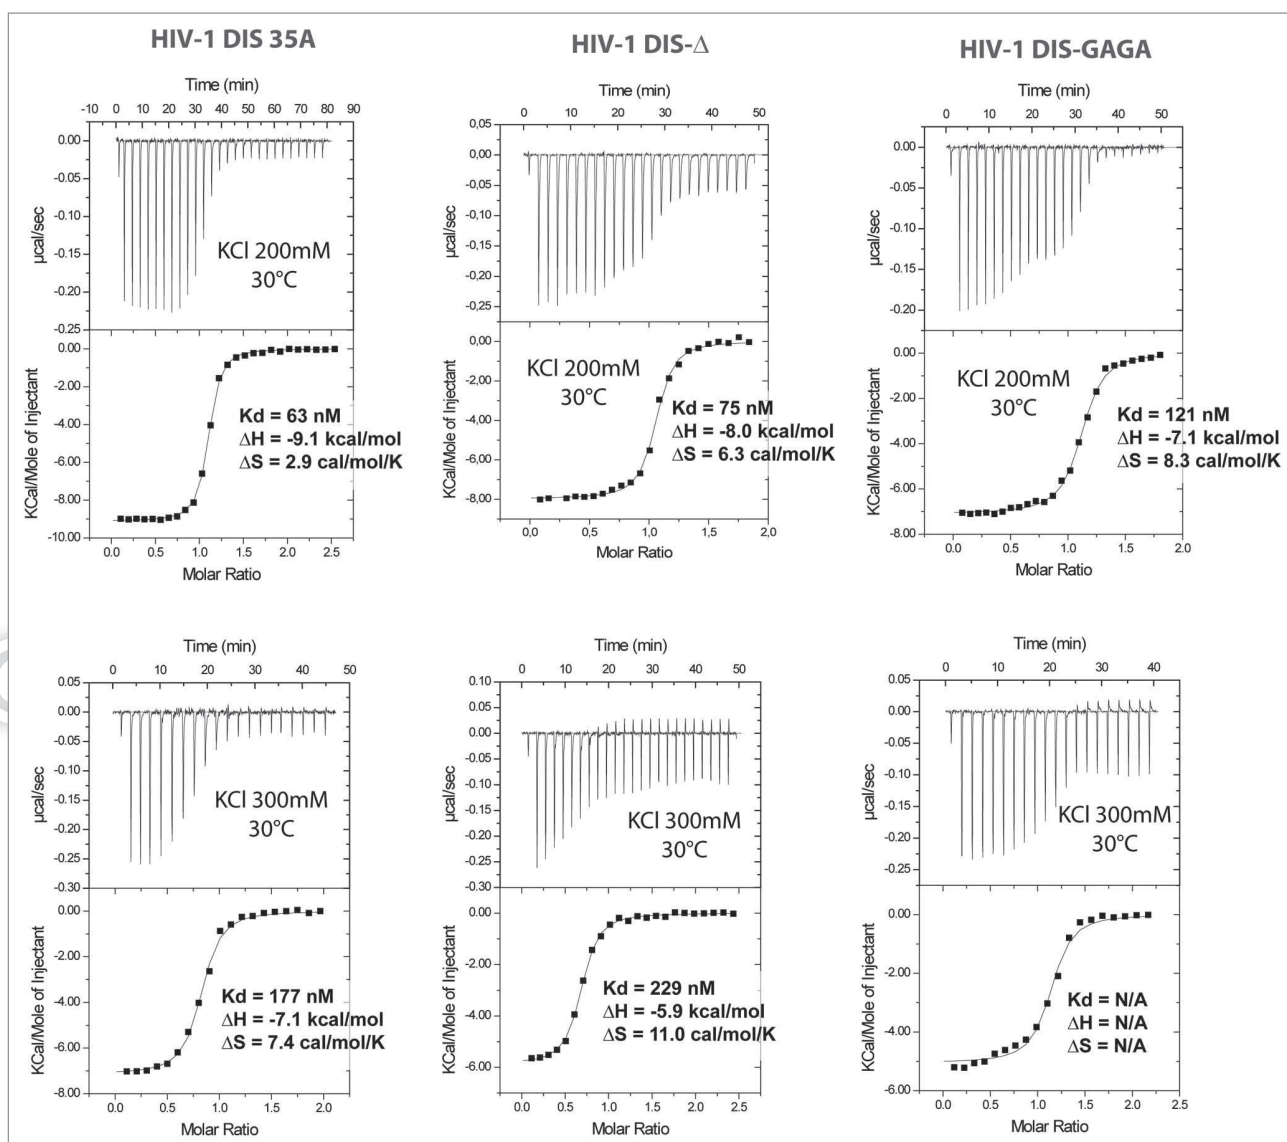 HIV-1 DIS 35A
Time (min)
-10 0 10 20 30 40 50 60 70 80 90
0.00
-0.05
-0.10
-0.15
-0.20
-0.25
µcal/sec
KCl 200mM
30°C
0.00
-2.00
-4.00
-6.00
-8.00
-10.00
KCal/Mole of Injectant
Kd = 63 nM
ΔH = -9.1 kcal/mol
ΔS = 2.9 cal/mol/K
0.0 0.5 1.0 1.5 2.0 2.5
Molar Ratio
HIV-1 DIS-Δ
Time (min)
0 10 20 30 40 50
0,05
0,00
-0,05
-0,10
-0,15
-0,20
-0,25
µcal/sec
0,00
-2,00
-4,00
-6,00
-8,00
KCal/Mole of Injectant
KCl 200mM
30°C
Kd = 75 nM
ΔH = -8.0 kcal/mol
ΔS = 6.3 cal/mol/K
0,0 0,5 1,0 1,5 2,0
Molar Ratio
HIV-1 DIS-GAGA
Time (min)
0 10 20 30 40 50
0.00
-0.05
-0.10
-0.15
-0.20
µcal/sec
0.00
-2.00
-4.00
-6.00
-8.00
KCal/Mole of Injectant
KCl 200mM
30°C
Kd = 121 nM
ΔH = -7.1 kcal/mol
ΔS = 8.3 cal/mol/K
0.0 0.5 1.0 1.5 2.0
Molar Ratio
Time (min)
0 10 20 30 40 50
0.05
0.00
-0.05
-0.10
-0.15
-0.20
-0.25
-0.30
µcal/sec
KCl 300mM
30°C
0.00
-2.00
-4.00
-6.00
-8.00
KCal/Mole of Injectant
Kd = 177 nM
ΔH = -7.1 kcal/mol
ΔS = 7.4 cal/mol/K
0.0 0.5 1.0 1.5 2.0
Molar Ratio
Time (min)
0 10 20 30 40 50
0.10
0.05
0.00
-0.05
-0.10
-0.15
-0.20
-0.25
-0.30
µcal/sec
KCl 300mM
30°C
0.00
-2.00
-4.00
-6.00
KCal/Mole of Injectant
Kd = 229 nM
ΔH = -5.9 kcal/mol
ΔS = 11.0 cal/mol/K
0.0 0.5 1.0 1.5 2.0 2.5
Molar Ratio
Time (min)
0 10 20 30 40
0.05
0.00
-0.05
-0.10
-0.15
-0.20
-0.25
µcal/sec
KCl 300mM
30°C
0.00
-2.00
-4.00
-6.00
KCal/Mole of Injectant
Kd = N/A
ΔH = N/A
ΔS = N/A
0.0 0.5 1.0 1.5 2.0 2.5
Molar Ratio